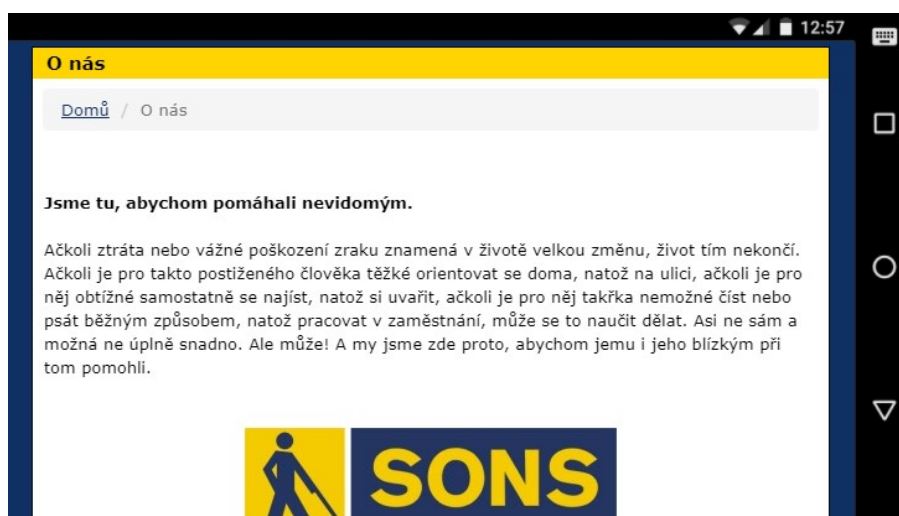 12:57
O nás
Domů / O nás
Jsme tu, abychom pomáhali nevidomým.
Ačkoli ztráta nebo vážné poškození zraku znamená v životě velkou změnu, život tím nekončí.
Ačkoli je pro takto postiženého člověka těžké orientovat se doma, natož na ulici, ačkoli je pro
něj obtížné samostatně se najíst, natož si uvařit, ačkoli je pro něj takřka nemožné číst nebo
psát běžným způsobem, natož pracovat v zaměstnání, může se to naučit dělat. Asi ne sám a
možná ne úplně snadno. Ale může! A my jsme zde proto, abychom jemu i jeho blízkým při
tom pomohli.
SONS